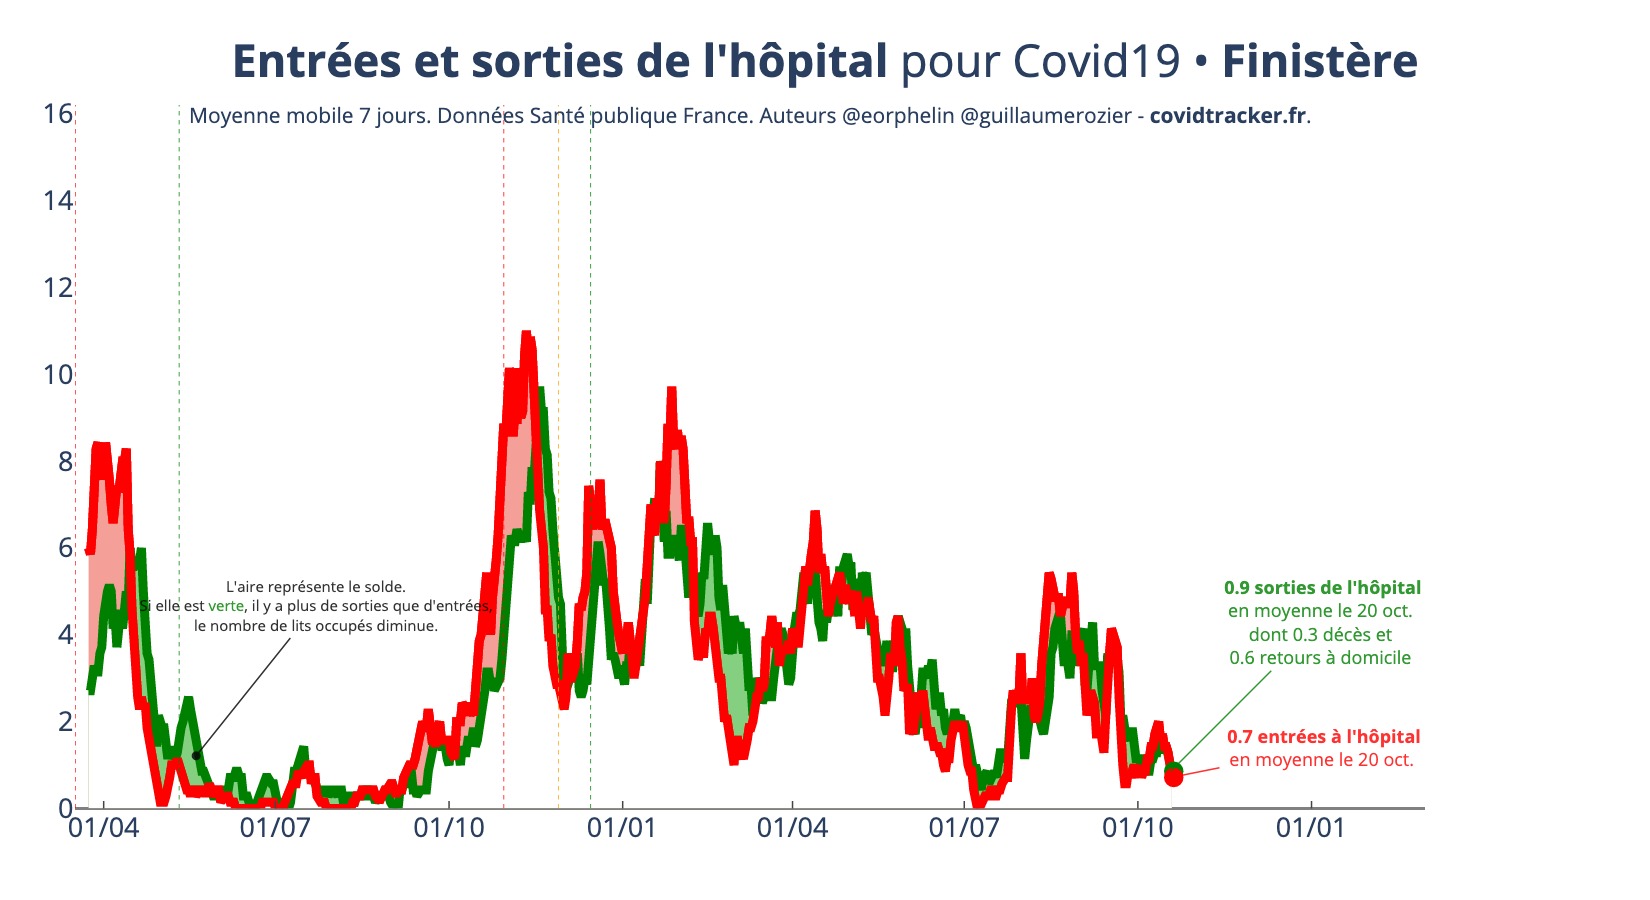 Entrées et sorties de l'hôpital pour Covid19 • Finistère
Moyenne mobile 7 jours. Données Santé publique France. Auteurs @eorphelin @guillaumerozier - covidtracker.fr.
16
14
12
10
8
6
4
2
0
L'aire représente le solde.
Si elle est verte, il y a plus de sorties que d'entrées,
le nombre de lits occupés diminue.
0.9 sorties de l'hôpital
en moyenne le 20 oct.
dont 0.3 décès et
0.6 retours à domicile
0.7 entrées à l'hôpital
en moyenne le 20 oct.
01/04 01/07 01/10 01/01 01/04 01/07 01/10 01/01